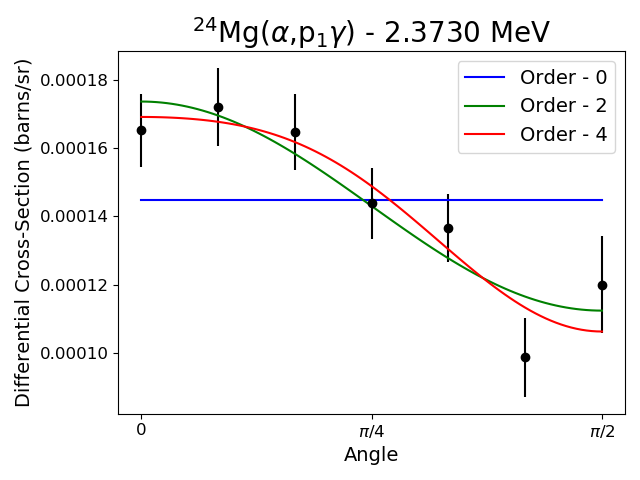 ²⁴Mg(α,p₁γ) - 2.3730 MeV
Differential Cross-Section (barns/sr)
0.00018
0.00016
0.00014
0.00012
0.00010
Order - 0
Order - 2
Order - 4
0
π/4
π/2
Angle